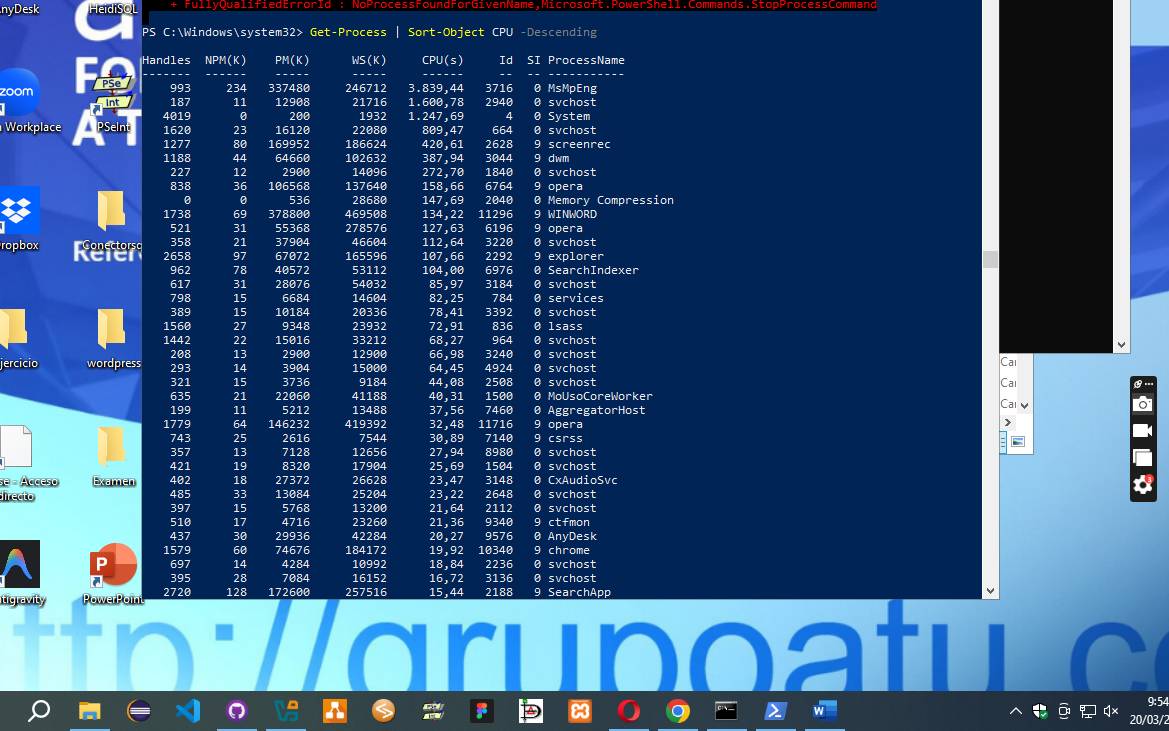 AnyDesk
HeidiSQL
+ FullyQualifiedErrorId : NoProcessFoundForGivenName,Microsoft.PowerShell.Commands.StopProcessCommand
PS C:\Windows\system32> Get-Process | Sort-Object CPU -Descending
Handles NPM(K) PM(K) WS(K) CPU(s) Id SI ProcessName
------- ------ ----- ----- ------ -- -- -----------
993 234 337480 246712 3.839,44 3716 0 MsMpEng
187 11 12908 21716 1.600,78 2940 0 svchost
4019 0 200 1932 1.247,69 4 0 System
1620 23 16120 22080 809,47 664 0 svchost
1277 80 169952 186624 420,61 2628 9 screenrec
1188 44 64660 102632 387,94 3044 9 dwm
227 12 2900 14096 272,70 1840 0 svchost
838 36 106568 137640 158,66 6764 9 opera
0 0 536 28680 147,69 2040 0 Memory Compression
1738 69 378800 469508 134,22 11296 9 WINWORD
521 31 55368 278576 127,63 6196 9 opera
358 21 37904 46604 112,64 3220 0 svchost
2658 97 67072 165596 107,66 2292 9 explorer
962 78 40572 53112 104,00 6976 0 SearchIndexer
617 31 28076 54032 85,97 3184 0 svchost
798 15 6684 14604 82,25 784 0 services
389 15 10184 20336 78,41 3392 0 svchost
1560 27 9348 23932 72,91 836 0 lsass
1442 22 15016 33212 68,27 964 0 svchost
208 13 2900 12900 66,98 3240 0 svchost
293 14 3904 15000 64,45 4924 0 svchost
321 15 3736 9184 44,08 2508 0 svchost
635 21 22060 41188 40,31 1500 0 MoUsoCoreWorker
199 11 5212 13488 37,56 7460 0 AggregatorHost
1779 64 146232 419392 32,48 11716 9 opera
743 25 2616 7544 30,89 7140 9 csrss
357 13 7128 12656 27,94 8980 0 svchost
421 19 8320 17904 25,69 1504 0 svchost
402 18 27372 26628 23,47 3148 0 CxAudioSvc
485 33 13084 25204 23,22 2648 0 svchost
397 15 5768 13200 21,64 2112 0 svchost
510 17 4716 23260 21,36 9340 9 ctfmon
437 30 29936 42284 20,27 9576 0 AnyDesk
1579 60 74676 184172 19,92 10340 9 chrome
697 14 4284 10992 18,84 2236 0 svchost
395 28 7084 16152 16,72 3136 0 svchost
2720 128 172600 257516 15,44 2188 9 SearchApp
zoom
Workplace
PSe
Int
PSeInt
FO
A T
ropbox
Conectorsq
Refere
jercicio
wordpress
se - Acceso
directo
Examen
tigravity
P
PowerPoint
Car
Car
Car
3
ttp://grupoatu.co
9:54
20/03/2